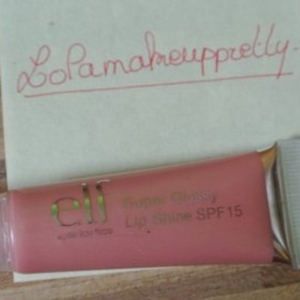 Lolamakeuppretty.
elf
eyes lips face
Super Glossy
Lip Shine SPF15